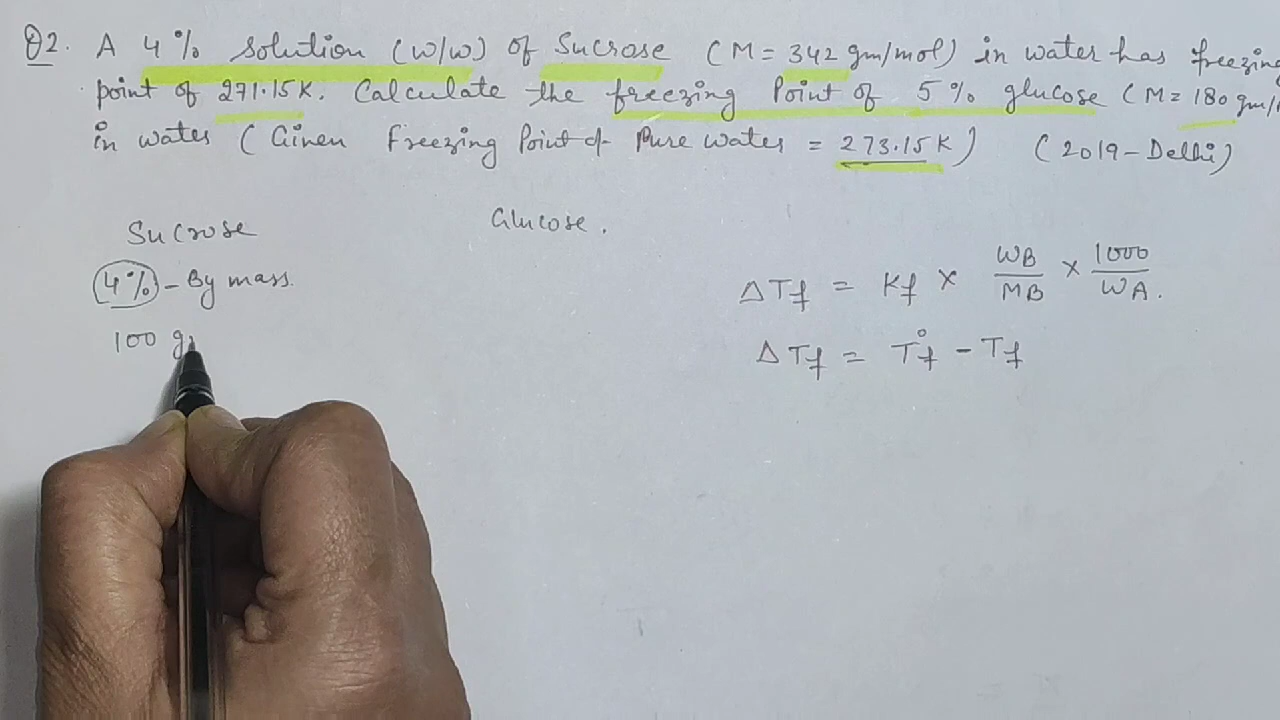 Q2. A 4% solution (w/w) of Sucrose (M = 342 gm/mol) in water has freezing
point of 271.15K. Calculate the freezing Point of 5% glucose (M = 180 gm/
in water (Given Freezing Point of Pure water = 273.15K) (2019-Delhi)
Sucrose
Glucose.
4% - By mass.
100 g
ΔTf = Kf × WB/MB × 1000/WA.
ΔTf = T°f - Tf